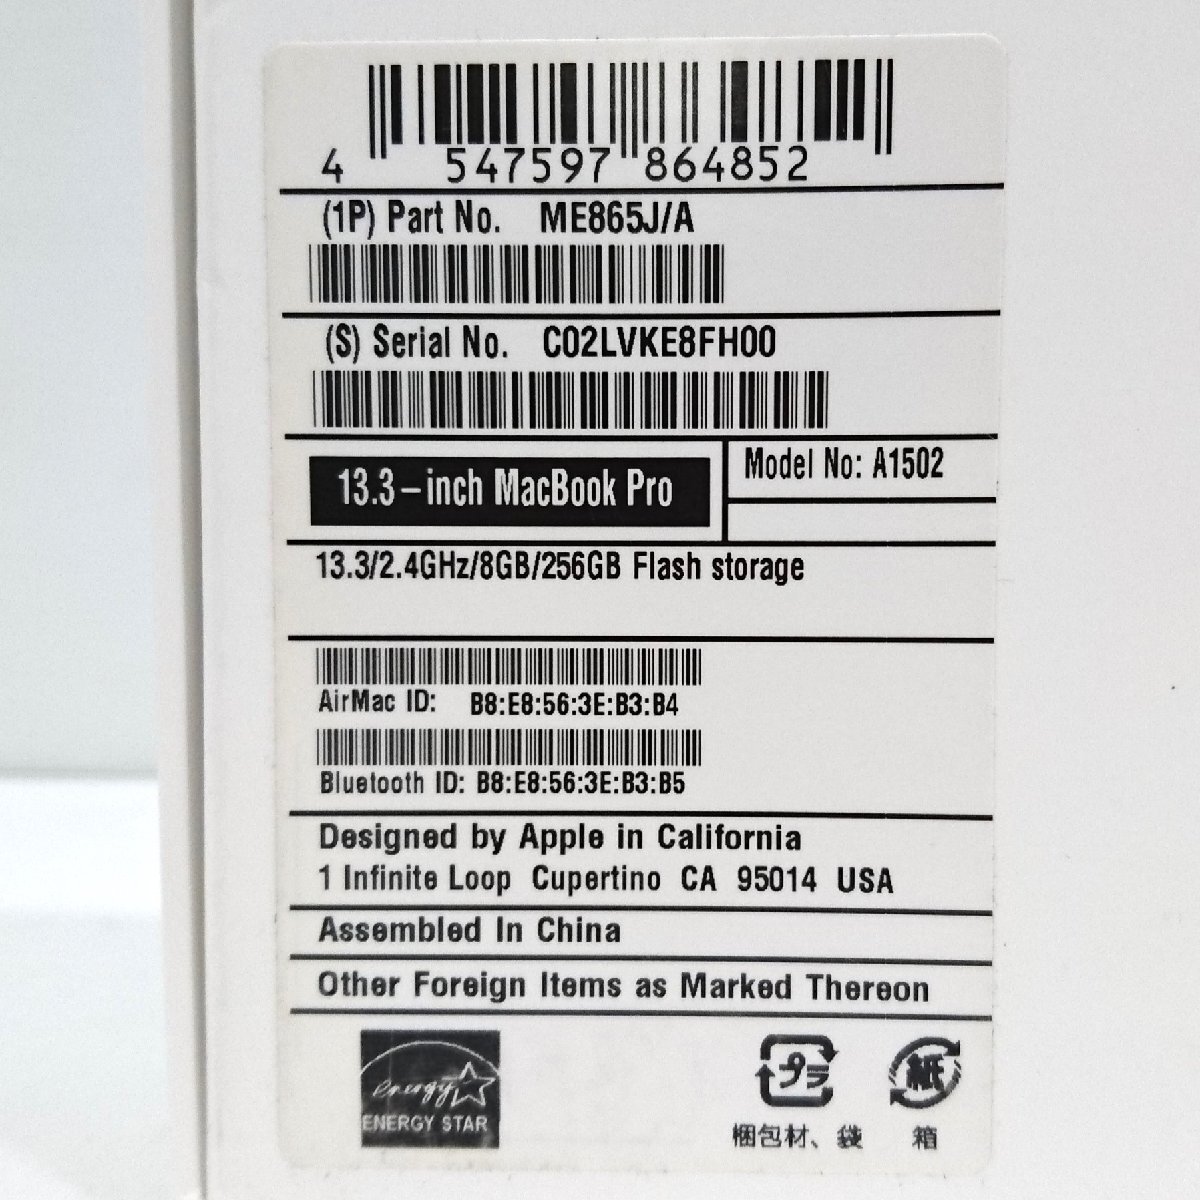 4 547597 864852
(1P) Part No. ME865J/A
(S) Serial No. C02LVKE8FH00
13.3-inch MacBook Pro
Model No: A1502
13.3/2.4GHz/8GB/256GB Flash storage
AirMac ID: B8:E8:56:3E:B3:B4
Bluetooth ID: B8:E8:56:3E:B3:B5
Designed by Apple in California
1 Infinite Loop Cupertino CA 95014 USA
Assembled In China
Other Foreign Items as Marked Thereon
energy
ENERGY STAR
プラ
紙
梱包材、袋
箱